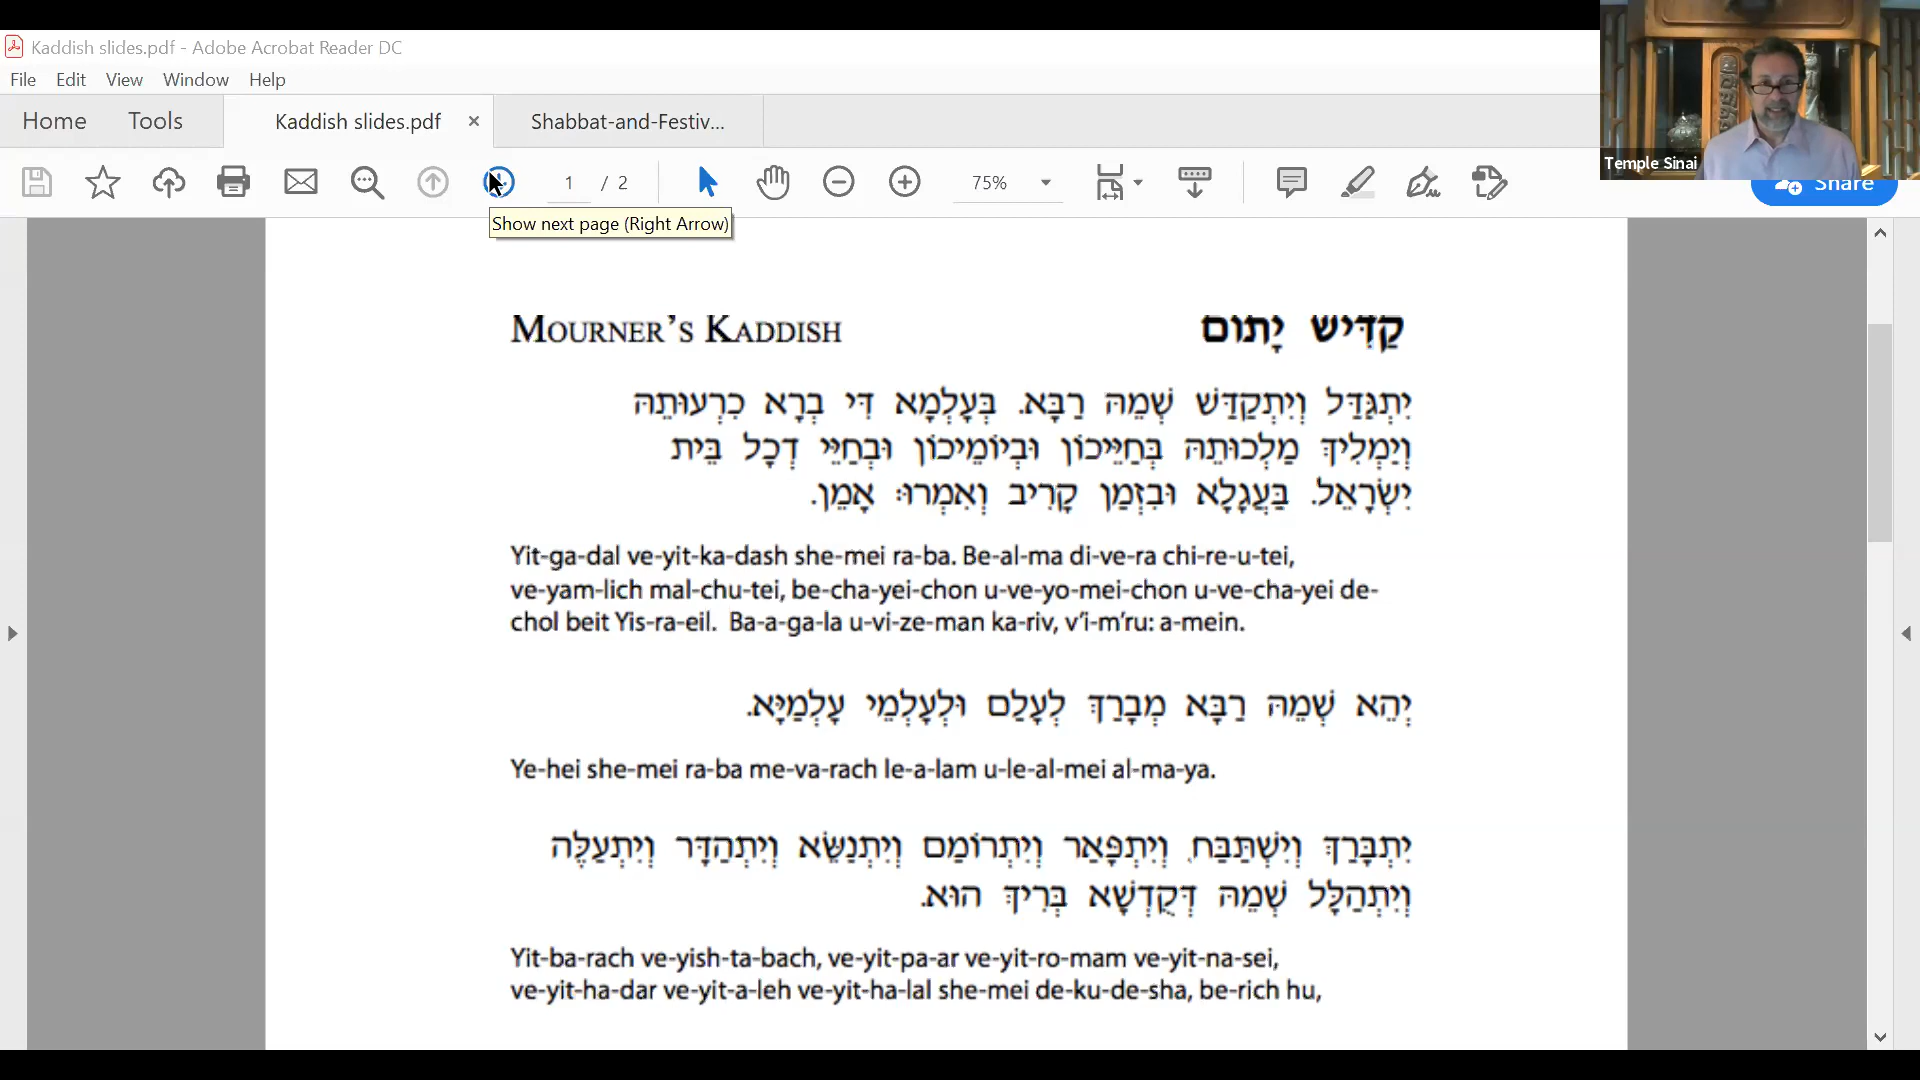 Kaddish slides.pdf - Adobe Acrobat Reader DC
File Edit View Window Help
Home Tools Kaddish slides.pdf × Shabbat-and-Festiv...
1 / 2 75% Share
Temple Sinai
Show next page (Right Arrow)
MOURNER'S KADDISH קַדִּישׁ יָתוֹם
יִתְגַּדַּל וְיִתְקַדַּשׁ שְׁמֵהּ רַבָּא. בְּעָלְמָא דִּי בְרָא כִרְעוּתֵהּ
וְיַמְלִיךְ מַלְכוּתֵהּ בְּחַיֵּיכוֹן וּבְיוֹמֵיכוֹן וּבְחַיֵּי דְכָל בֵּית
יִשְׂרָאֵל. בַּעֲגָלָא וּבִזְמַן קָרִיב וְאִמְרוּ: אָמֵן.
Yit-ga-dal ve-yit-ka-dash she-mei ra-ba. Be-al-ma di-ve-ra chi-re-u-tei,
ve-yam-lich mal-chu-tei, be-cha-yei-chon u-ve-yo-mei-chon u-ve-cha-yei de-
chol beit Yis-ra-eil. Ba-a-ga-la u-vi-ze-man ka-riv, v'i-m'ru: a-mein.
יְהֵא שְׁמֵהּ רַבָּא מְבָרַךְ לְעָלַם וּלְעָלְמֵי עָלְמַיָּא.
Ye-hei she-mei ra-ba me-va-rach le-a-lam u-le-al-mei al-ma-ya.
יִתְבָּרַךְ וְיִשְׁתַּבַּח, וְיִתְפָּאַר וְיִתְרוֹמַם וְיִתְנַשֵּׂא וְיִתְהַדָּר וְיִתְעַלֶּה
וְיִתְהַלָּל שְׁמֵהּ דְּקֻדְשָׁא בְּרִיךְ הוּא.
Yit-ba-rach ve-yish-ta-bach, ve-yit-pa-ar ve-yit-ro-mam ve-yit-na-sei,
ve-yit-ha-dar ve-yit-a-leh ve-yit-ha-lal she-mei de-ku-de-sha, be-rich hu,